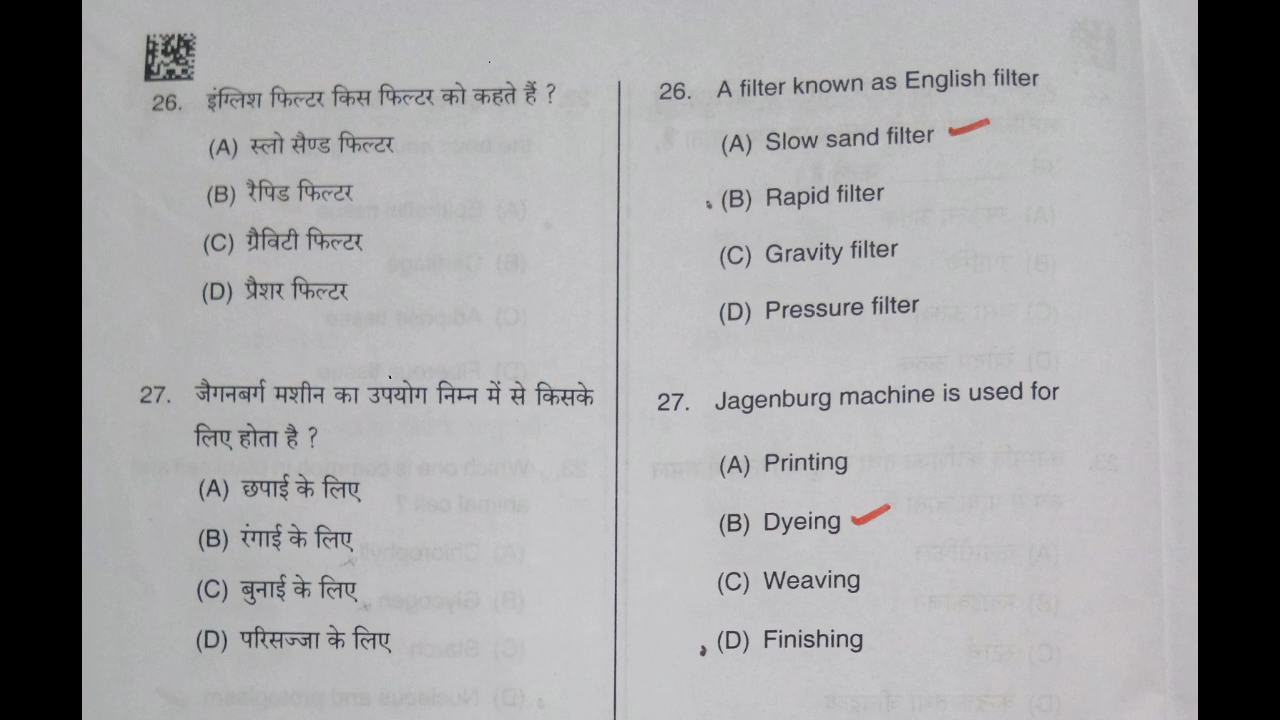 26. इंग्लिश फिल्टर किस फिल्टर को कहते हैं ?
(A) स्लो सैण्ड फिल्टर
(B) रैपिड फिल्टर
(C) ग्रैविटी फिल्टर
(D) प्रैशर फिल्टर
27. जैगनबर्ग मशीन का उपयोग निम्न में से किसके
लिए होता है ?
(A) छपाई के लिए
(B) रंगाई के लिए
(C) बुनाई के लिए
(D) परिसज्जा के लिए
26. A filter known as English filter
(A) Slow sand filter
(B) Rapid filter
(C) Gravity filter
(D) Pressure filter
27. Jagenburg machine is used for
(A) Printing
(B) Dyeing
(C) Weaving
(D) Finishing